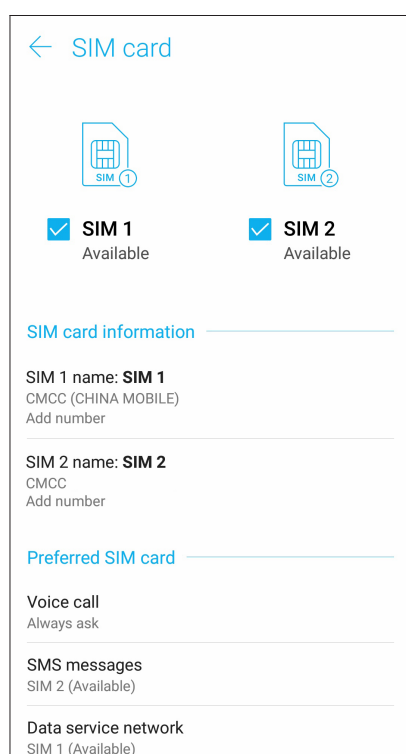 SIM card
SIM 1
SIM 2
SIM 1
Available
SIM 2
Available
SIM card information
SIM 1 name: SIM 1
CMCC (CHINA MOBILE)
Add number
SIM 2 name: SIM 2
CMCC
Add number
Preferred SIM card
Voice call
Always ask
SMS messages
SIM 2 (Available)
Data service network
SIM 1 (Available)